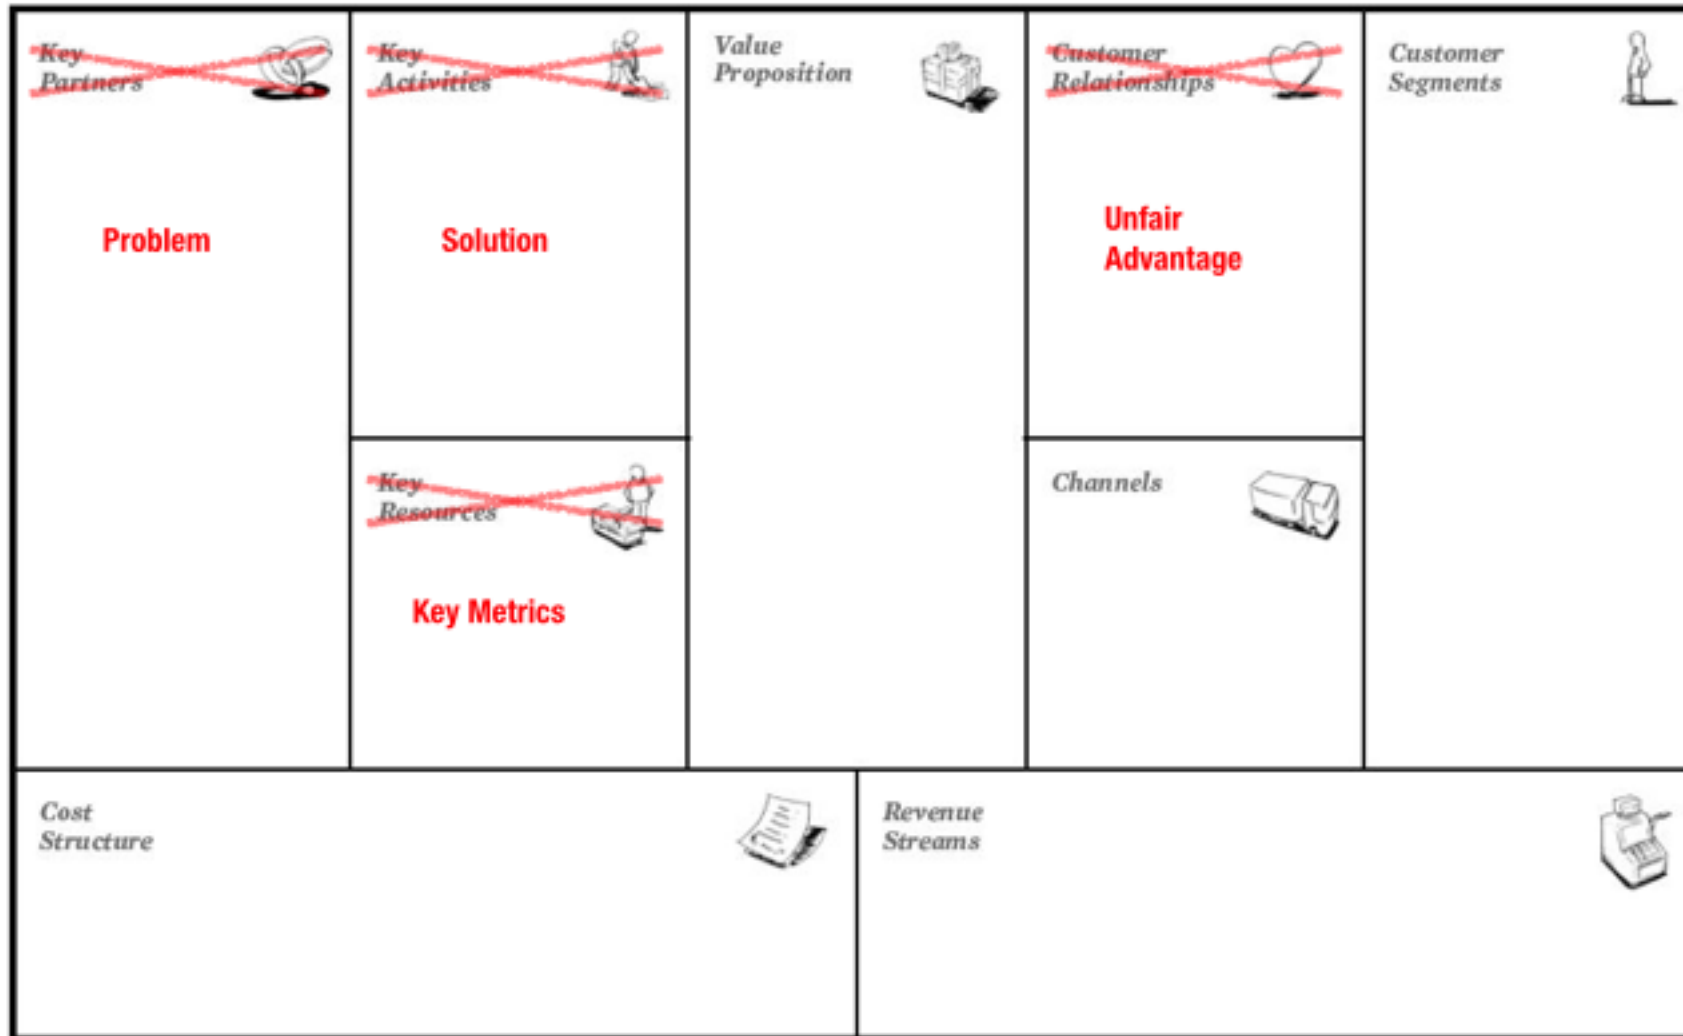 Key
Partners
Problem
Key
Activities
Solution
Key
Resources
Key Metrics
Value
Proposition
Customer
Relationships
Unfair
Advantage
Channels
Customer
Segments
Cost
Structure
Revenue
Streams